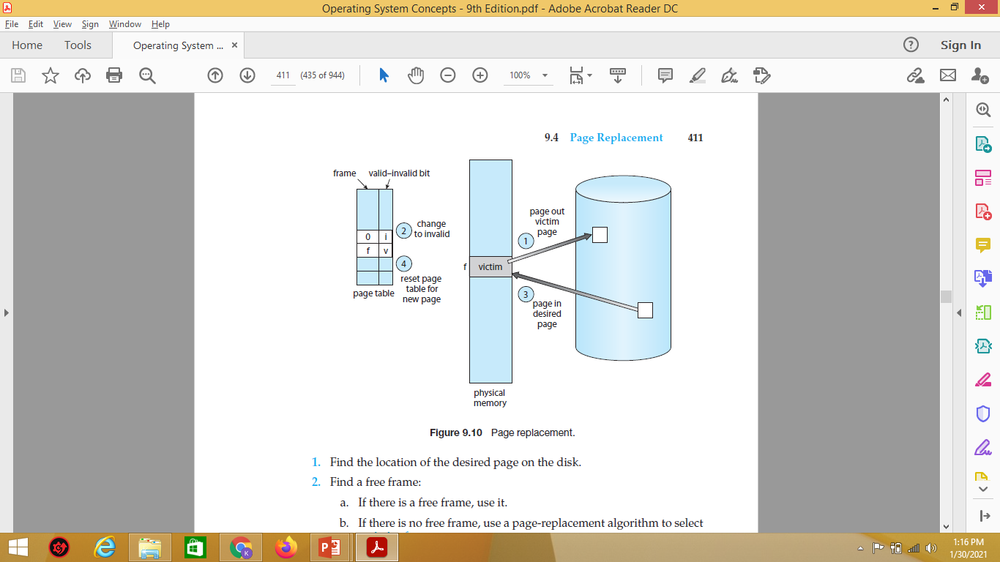 Operating System Concepts - 9th Edition.pdf - Adobe Acrobat Reader DC
File Edit View Sign Window Help
Home Tools Operating System ... × Sign In
411 (435 of 944) 100%
9.4 Page Replacement 411
frame valid–invalid bit
0 i
f v
page table
2 change
to invalid
4
reset page
table for
new page
f victim
physical
memory
page out
victim
page
1
3
page in
desired
page
Figure 9.10 Page replacement.
1. Find the location of the desired page on the disk.
2. Find a free frame:
a. If there is a free frame, use it.
b. If there is no free frame, use a page-replacement algorithm to select
1:16 PM
1/30/2021